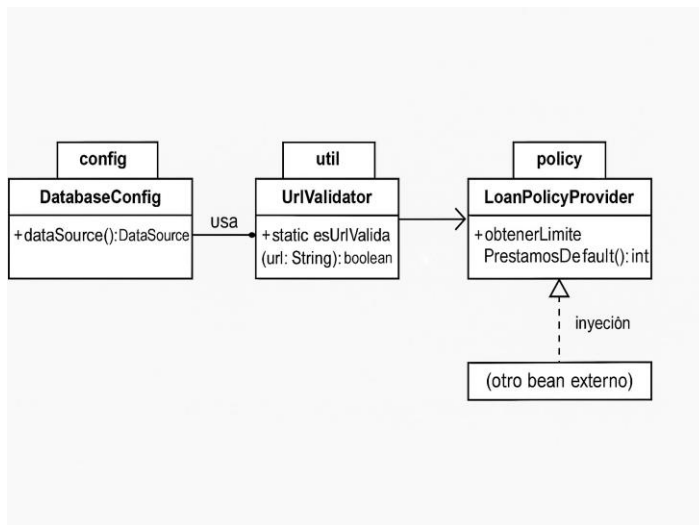 config
DatabaseConfig
+dataSource():DataSource
usa
util
UrlValidator
+static esUrlValida
(url: String): boolean
policy
LoanPolicyProvider
+obtenerLimite
PrestamosDefault(): int
inyeción
(otro bean externo)